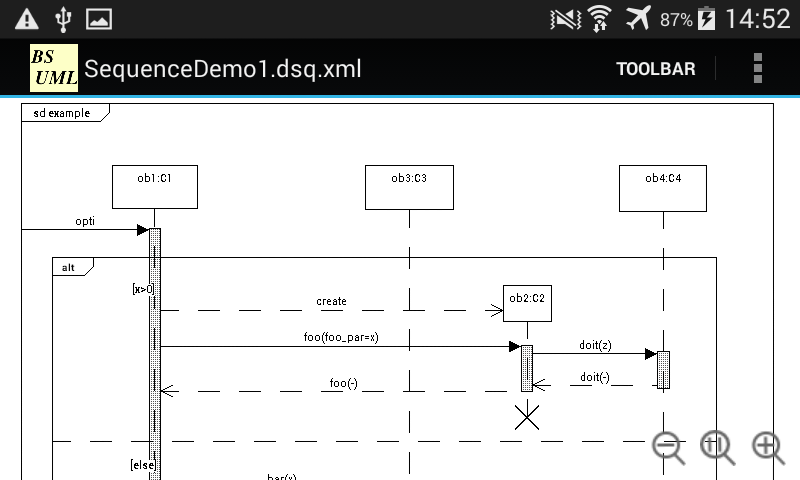 87% 14:52
BS
UML
SequenceDemo1.dsq.xml
TOOLBAR
sd example
ob1:C1
ob3:C3
ob4:C4
opti
alt
[x>0]
create
ob2:C2
foo(foo_par=x)
doit(z)
foo(-)
doit(-)
[else]
bar(x)